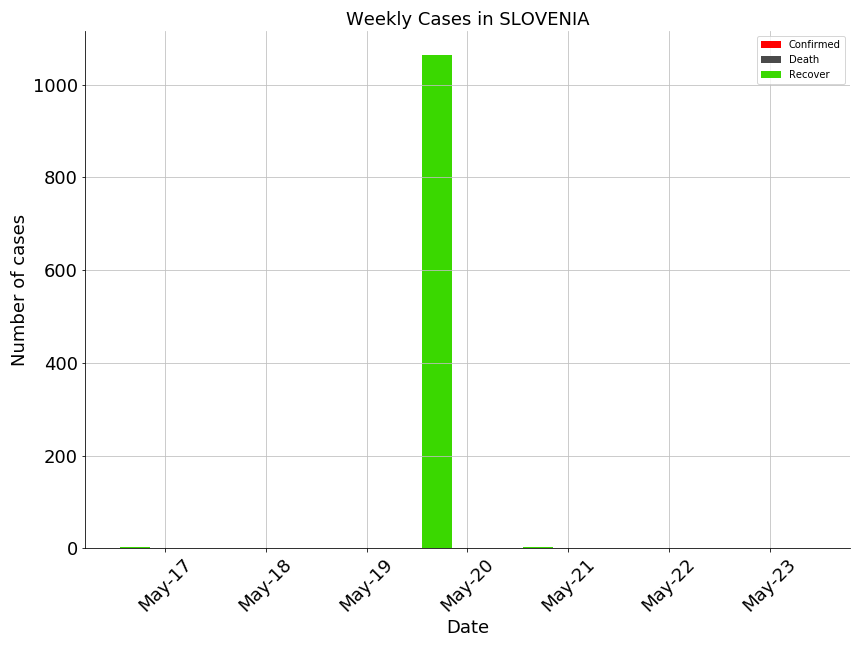 Weekly Cases in SLOVENIA
Confirmed
Death
Recover
Number of cases
1000
800
600
400
200
0
May-17
May-18
May-19
May-20
May-21
May-22
May-23
Date